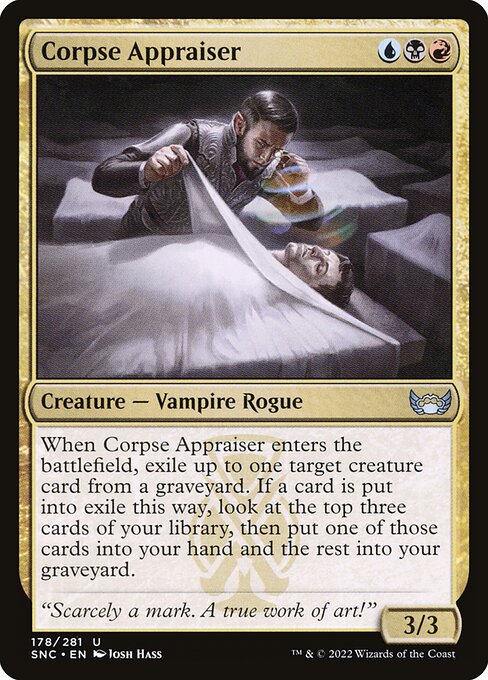 Corpse Appraiser
Creature — Vampire Rogue
When Corpse Appraiser enters the
battlefield, exile up to one target creature
card from a graveyard. If a card is put
into exile this way, look at the top three
cards of your library, then put one of those
cards into your hand and the rest into your
graveyard.
“Scarcely a mark. A true work of art!”
3/3
178/281 U
SNC • EN Josh Hass
™ & © 2022 Wizards of the Coast